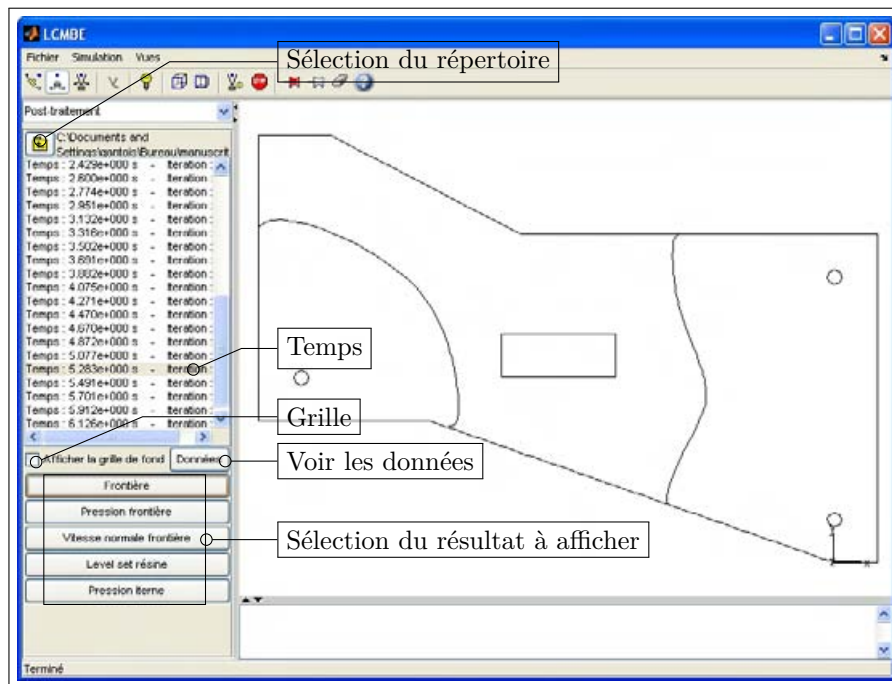 LCMBE
Fichier Simulation Vues
Sélection du répertoire
Post-traitement
C:\Documents and
Settings\gantois\Bureau\manuscrit
Temps : 2.429e+000 s - Iteration :
Temps : 2.600e+000 s - Iteration :
Temps : 2.774e+000 s - Iteration :
Temps : 2.951e+000 s - Iteration :
Temps : 3.132e+000 s - Iteration :
Temps : 3.316e+000 s - Iteration :
Temps : 3.502e+000 s - Iteration :
Temps : 3.691e+000 s - Iteration :
Temps : 3.882e+000 s - Iteration :
Temps : 4.075e+000 s - Iteration :
Temps : 4.271e+000 s - Iteration :
Temps : 4.470e+000 s - Iteration :
Temps : 4.670e+000 s - Iteration :
Temps : 4.872e+000 s - Iteration :
Temps : 5.077e+000 s - Iteration :
Temps : 5.283e+000 s - Iteration :
Temps
Temps : 5.491e+000 s - Iteration :
Temps : 5.701e+000 s - Iteration :
Temps : 5.912e+000 s - Iteration :
Temps : 6.126e+000 s - Iteration :
Grille
Afficher la grille de fond Données
Voir les données
Frontière
Pression frontière
Vitesse normale frontière
Sélection du résultat à afficher
Level set résine
Pression iterne
Terminé